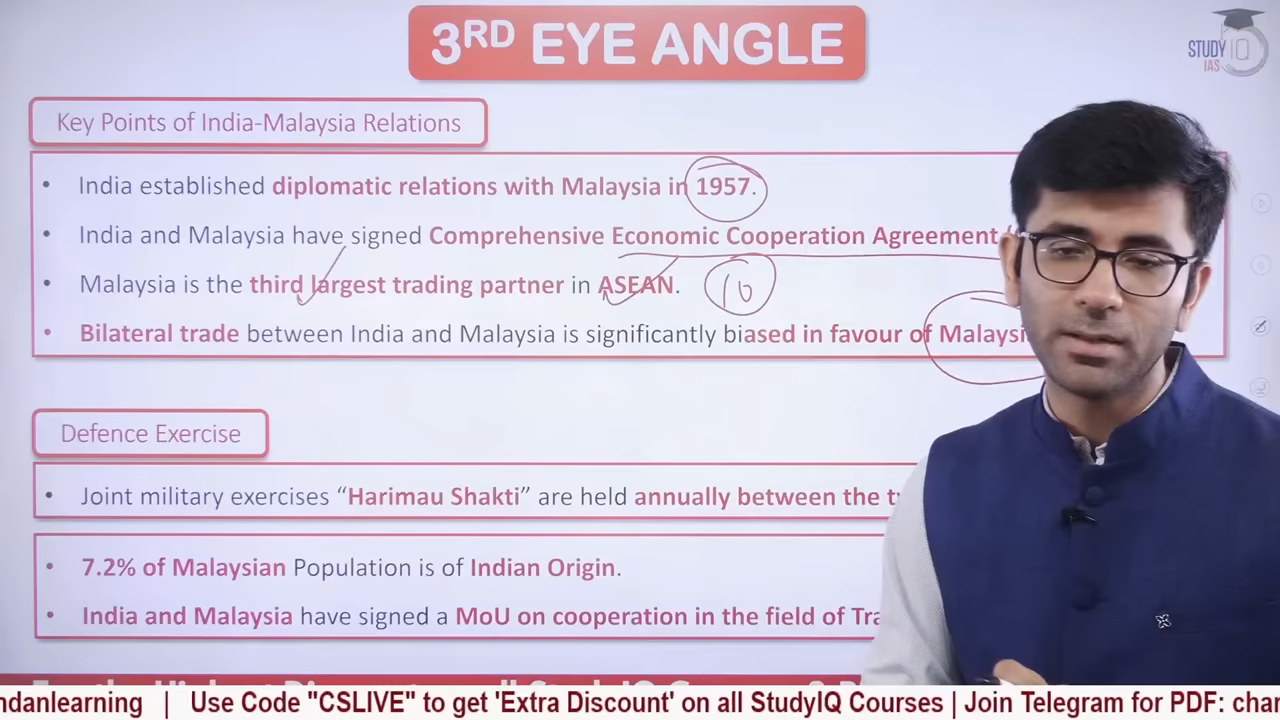 3RD EYE ANGLE
STUDY IQ
IAS
Key Points of India-Malaysia Relations
• India established diplomatic relations with Malaysia in 1957.
• India and Malaysia have signed Comprehensive Economic Cooperation Agreement
• Malaysia is the third largest trading partner in ASEAN. 10
• Bilateral trade between India and Malaysia is significantly biased in favour of Malaysi
Defence Exercise
• Joint military exercises “Harimau Shakti” are held annually between the
• 7.2% of Malaysian Population is of Indian Origin.
• India and Malaysia have signed a MoU on cooperation in the field of Tra
ndanlearning | Use Code "CSLIVE" to get 'Extra Discount' on all StudyIQ Courses | Join Telegram for PDF: chan